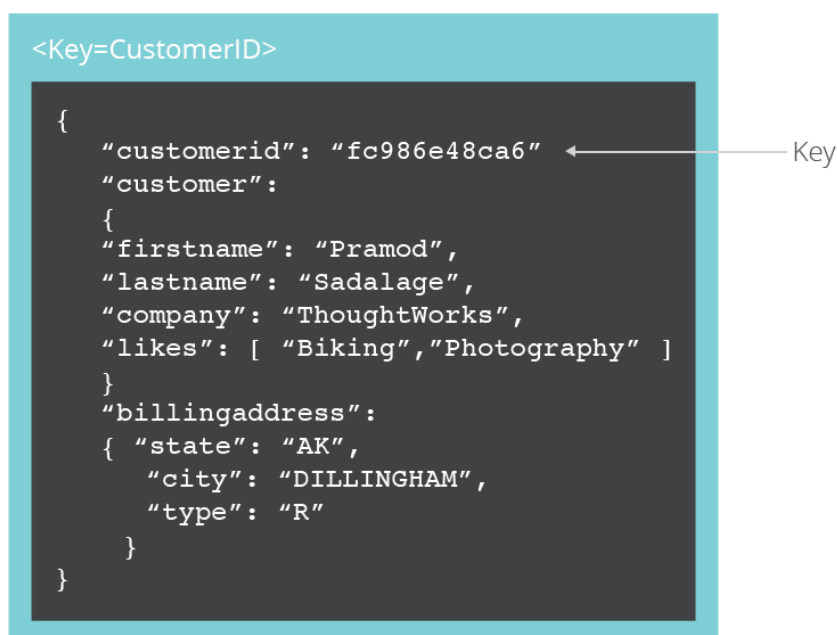 <Key=CustomerID>
{
“customerid”: “fc986e48ca6”
Key
“customer”:
{
“firstname”: “Pramod”,
“lastname”: “Sadalage”,
“company”: “ThoughtWorks”,
“likes”: [ “Biking”,”Photography” ]
}
“billingaddress”:
{ “state”: “AK”,
“city”: “DILLINGHAM”,
“type”: “R”
}
}